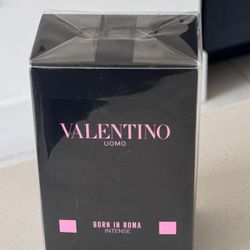 VALENTINO
UOMO
BORN IN ROMA
INTENSE